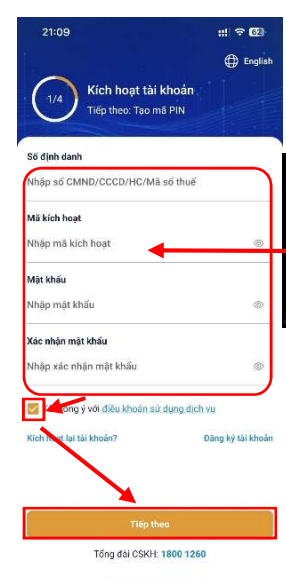 21:09
62
English
1/4
Kích hoạt tài khoản
Tiếp theo: Tạo mã PIN
Số định danh
Nhập số CMND/CCCD/HC/Mã số thuế
Mã kích hoạt
Nhập mã kích hoạt
Mật khẩu
Nhập mật khẩu
Xác nhận mật khẩu
Nhập xác nhận mật khẩu
đồng ý với điều khoản sử dụng dịch vụ
Kích hoạt lại tài khoản?
Đăng ký tài khoản
Tiếp theo
Tổng đài CSKH: 1800 1260